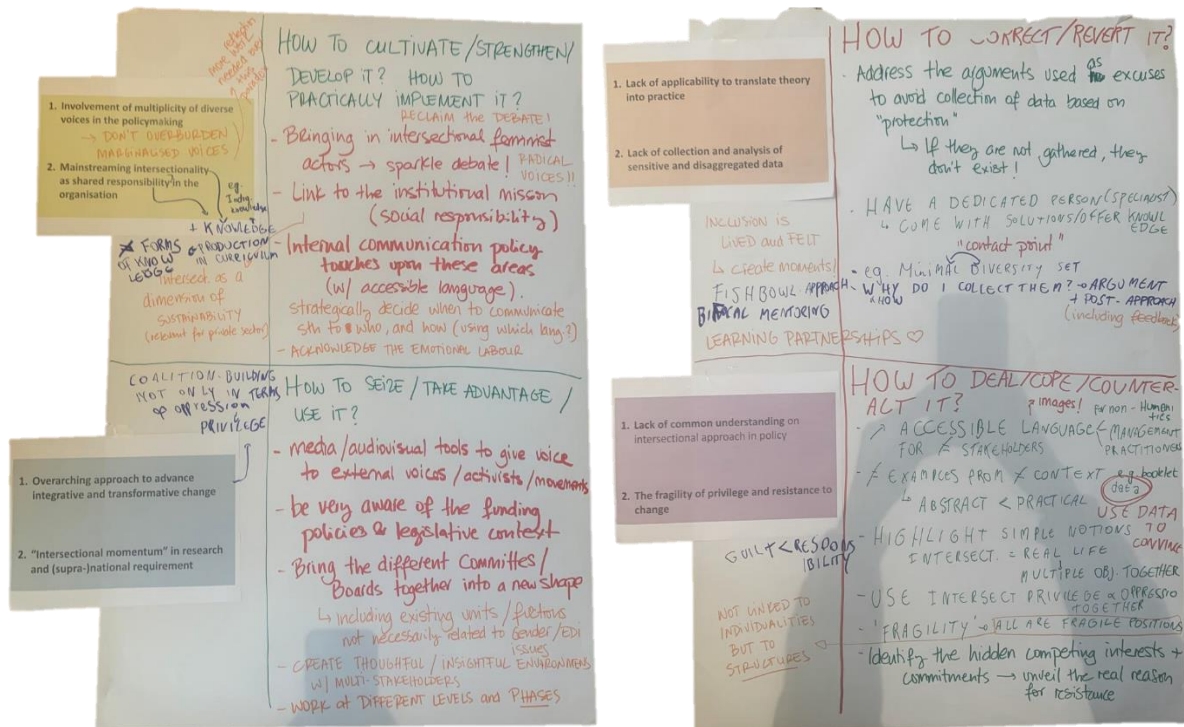 more work needed over
HOW TO CULTIVATE/STRENGTHEN/
DEVELOP IT? HOW TO
PRACTICALLY IMPLEMENT IT?
RECLAIM THE DEBATE!
1. Involvement of multiplicity of diverse
voices in the policymaking
→ DON'T OVERBURDEN
MARGINALISED VOICES
2. Mainstreaming intersectionality
as shared responsibility in the
organisation
eg.
knowledge
+ KNOWLEDGE
PRODUCTION
IN CURRICULUM
≠ FORMS
OF KNOW
LEDGE
Intersect. as a
dimension of
SUSTAINABILITY
(relevant for private sector)
- Bringing in intersectional feminist
actors → sparkle debate! RADICAL
VOICES!!
- Link to the institutional misson
(social responsibility)
- Internal communication policy
touches upon these areas
(w/ accessible language).
strategically decide when to communicate
sth to who, and how (using which lang.?)
- ACKNOWLEDGE THE EMOTIONAL LABOUR
COALITION-BUILDING
NOT ONLY IN TERMS
OF OPPRESSION
PRIVILEGE
1. Overarching approach to advance
integrative and transformative change
2. "Intersectional momentum" in research
and (supra-)national requirement
HOW TO SEIZE / TAKE ADVANTAGE /
USE IT?
- media/audiovisual tools to give voice
to external voices/activists/movements
- be very aware of the funding
policies & legislative context
- Bring the different Committes/
Boards together into a new shape
↳ including existing units / fuctions
not necessarily related to Gender/EDI
issues
- CREATE THOUGHTFUL / INSIGHTFUL ENVIRONMENT
W/ MULTI-STAKEHOLDERS
- WORK at DIFFERENT LEVELS and PHASES
HOW TO CORRECT/REVERT IT?
1. Lack of applicability to translate theory
into practice
2. Lack of collection and analysis of
sensitive and disaggregated data
INCLUSION IS
LIVED and FELT
↳ create moments!
FISHBOWL APPROACH
MENTORING
LEARNING PARTNERSHIPS ♡
- Address the arguments used as excuses
to avoid collection of data based on
"protection"
↳ If they are not gathered, they
don't exist!
- HAVE A DEDICATED PERSON (SPECIALIST)
↳ COME WITH SOLUTIONS/OFFER KNOWL
EDGE
"contact point"
- eg. MINIMAL DIVERSITY SET
- WHY DO I COLLECT THEM? → ARGUMENT
& HOW
+ POST-APPROACH
(including feedback)
HOW TO DEAL/COPE/COUNTER-
ACT IT?
images!
for non-Humani
ties
1. Lack of common understanding on
intersectional approach in policy
2. The fragility of privilege and resistance to
change
GUILT < RESPONS
IBILITY
NOT LINKED TO
INDIVIDUALITIES
BUT TO
STRUCTURES
- ↗ ACCESSIBLE LANGUAGE - MANAGEMENT
FOR ≠ STAKEHOLDERS PRACTITIONERS
- ≠ EXAMPLES FROM ≠ CONTEXT e.g. booklet
data
↳ ABSTRACT < PRACTICAL
USE DATA
TO
CONVINCE
- HIGHLIGHT SIMPLE NOTIONS
INTERSECT. = REAL LIFE
MULTIPLE OBJ. TOGETHER
- USE INTERSECT PRIVILEGE & OPPRESSIO
TOGETHER
- 'FRAGILITY' → ALL ARE FRAGILE POSITIONS
- Identify the hidden competing interests +
commitments → unveil the real reason
for resistance